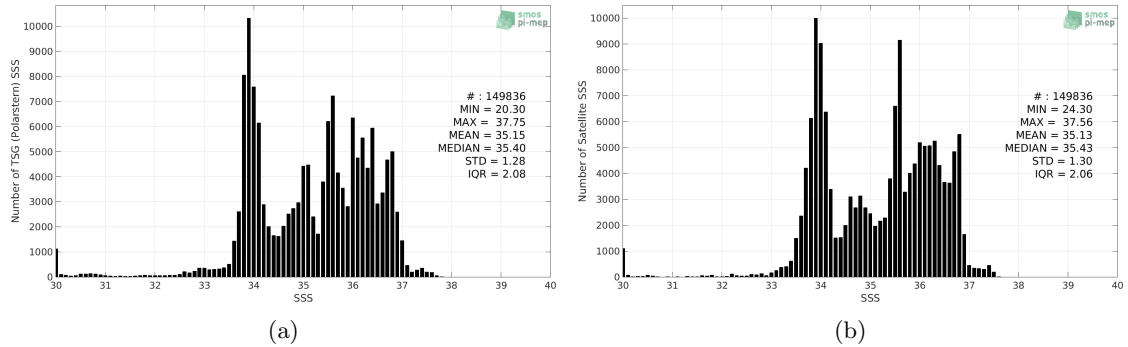 smos
pi-mep
10000
9000
8000
7000
6000
5000
4000
3000
2000
1000
0
Number of TSG (Polarstern) SSS
# : 149836
MIN = 20.30
MAX = 37.75
MEAN = 35.15
MEDIAN = 35.40
STD = 1.28
IQR = 2.08
30 31 32 33 34 35 36 37 38 39 40
SSS
(a)
smos
pi-mep
10000
9000
8000
7000
6000
5000
4000
3000
2000
1000
0
Number of Satellite SSS
# : 149836
MIN = 24.30
MAX = 37.56
MEAN = 35.13
MEDIAN = 35.43
STD = 1.30
IQR = 2.06
30 31 32 33 34 35 36 37 38 39 40
SSS
(b)